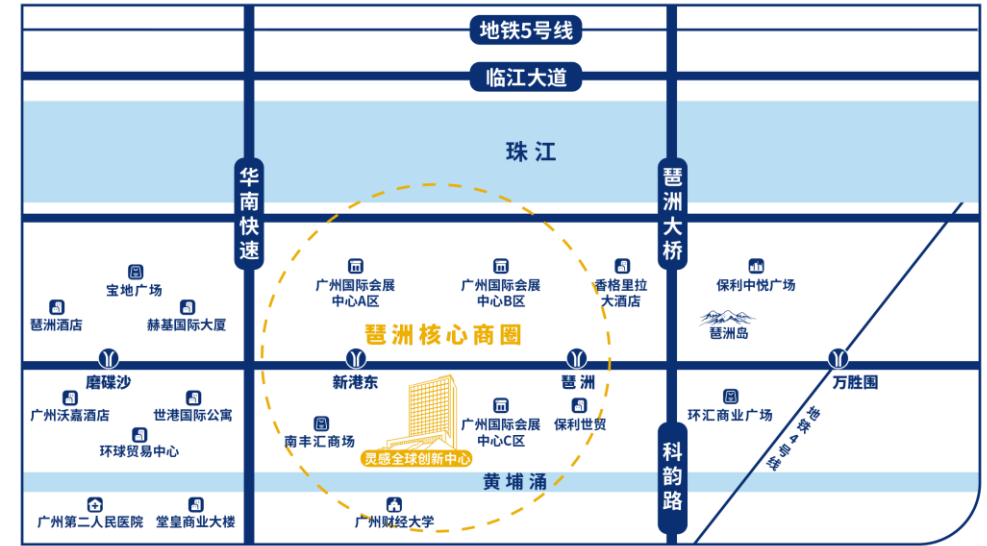 地铁5号线
临江大道
珠江
华南快速
琶洲大桥
广州国际会展
中心A区
广州国际会展
中心B区
香格里拉
大酒店
保利中悦广场
宝地广场
琶洲酒店
赫基国际大厦
琶洲核心商圈
琶洲岛
磨碟沙
新港东
琶洲
万胜围
广州沃嘉酒店
世港国际公寓
环球贸易中心
南丰汇商场
灵感全球创新中心
广州国际会展
中心C区
保利世贸
环汇商业广场
地铁4号线
科韵路
黄埔涌
广州第二人民医院
堂皇商业大楼
广州财经大学